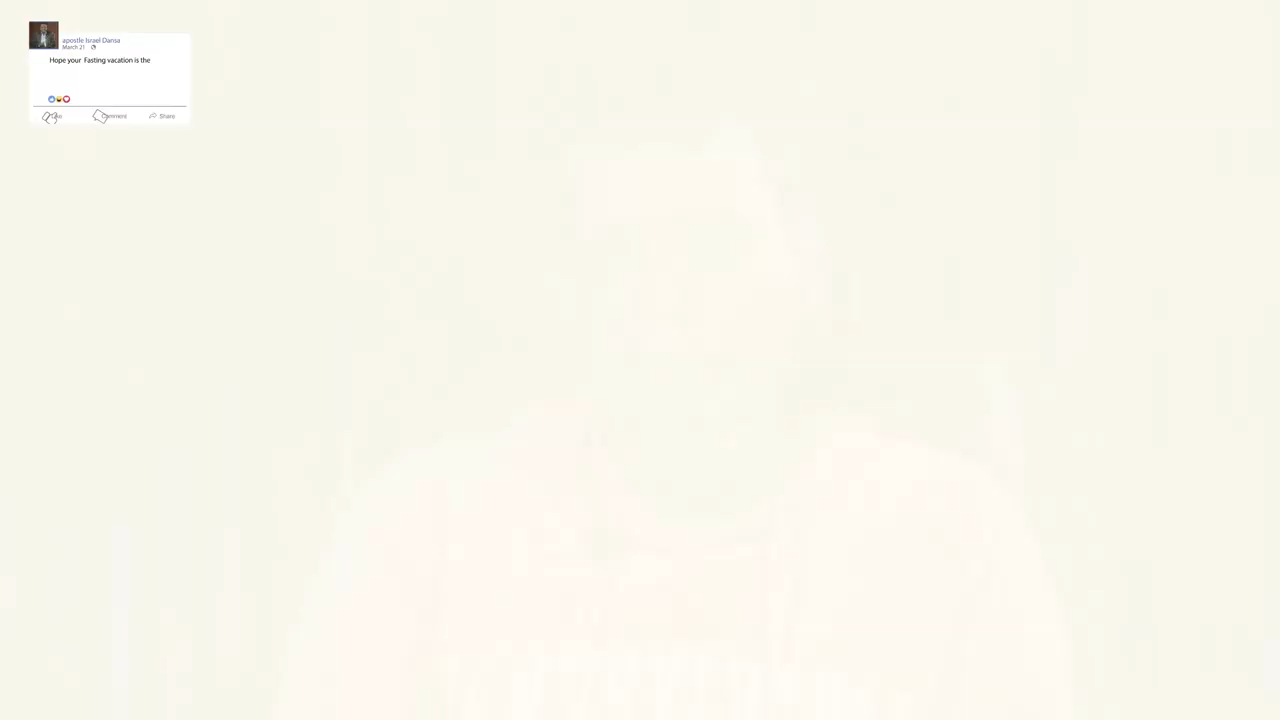 apostle Israel Dansa
March 21
Hope your Fasting vacation is the
Comment
Share